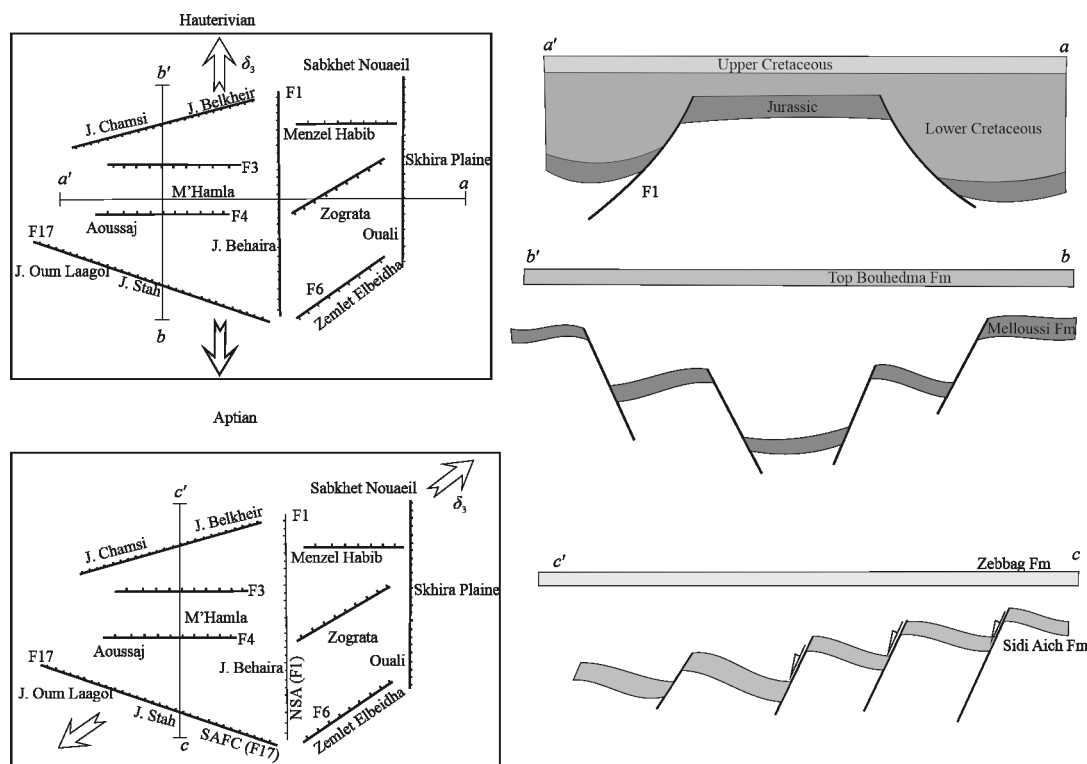 Hauterivian
δ3
Sabkhet Nouaeil
b'
J. Belkheir
F1
J. Chamsi
Menzel Habib
F3
Skhira Plaine
a'
M'Hamla
a
F4
Aoussaj
Zograta
F17
J. Behaira
Ouali
J. Oum Laagol
J. Stah
F6
Zemlet Elbeidha
b
a'
a
Upper Cretaceous
Jurassic
Lower Cretaceous
F1
b'
b
Top Bouhedma Fm
Melloussi Fm
Aptian
δ3
Sabkhet Nouaeil
c'
J. Belkheir
F1
J. Chamsi
Menzel Habib
F3
Skhira Plaine
M'Hamla
F4
Aoussaj
Zograta
F17
J. Behaira
NSA (F1)
Ouali
J. Oum Laagol
J. Stah
F6
Zemlet Elbeidha
SAFC (F17)
c
c'
Zebbag Fm
c
Sidi Aich Fm